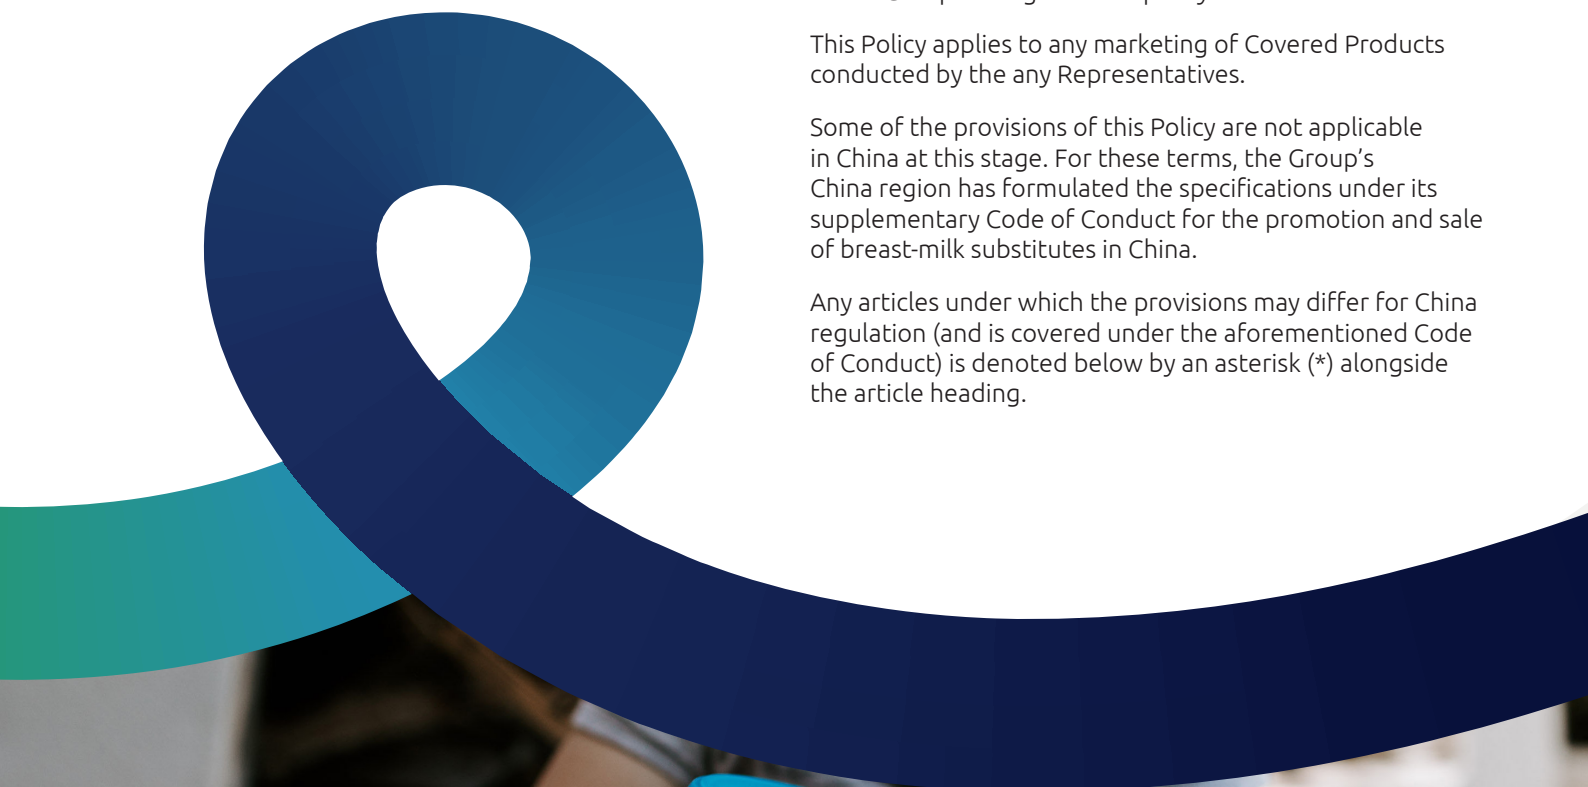 This Policy applies to any marketing of Covered Products
conducted by the any Representatives.
Some of the provisions of this Policy are not applicable
in China at this stage. For these terms, the Group’s
China region has formulated the specifications under its
supplementary Code of Conduct for the promotion and sale
of breast-milk substitutes in China.
Any articles under which the provisions may differ for China
regulation (and is covered under the aforementioned Code
of Conduct) is denoted below by an asterisk (*) alongside
the article heading.